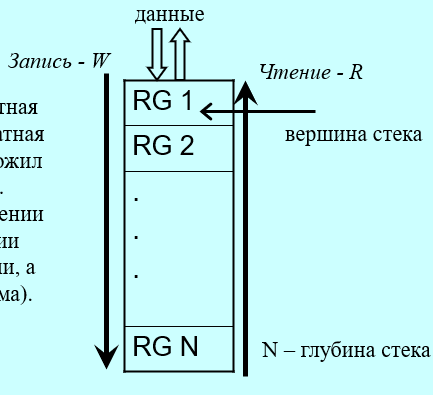 данные
Запись - W
Чтение - R
RG 1
вершина стека
RG 2
.
.
.
RG N
N – глубина стека